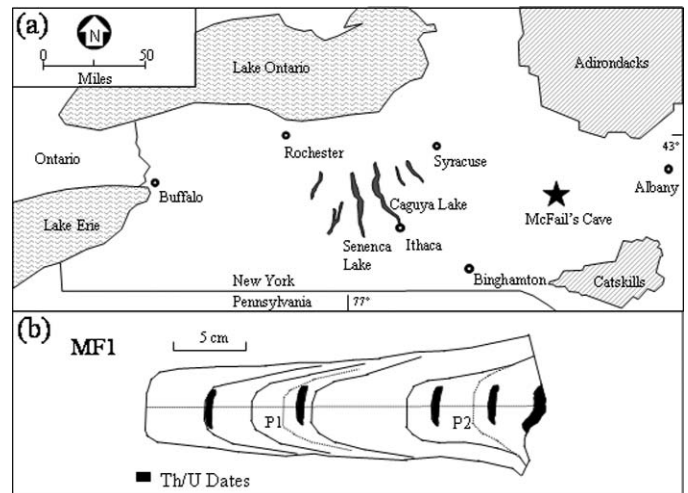 (a)
N
0 50
Miles
Lake Ontario
Adirondacks
43°
Ontario
Rochester
Syracuse
Albany
Buffalo
Caguya Lake
McFail's Cave
Lake Erie
Senenca
Lake
Ithaca
Binghamton
Catskills
New York
Pennsylvania
77°
(b)
MF1
5 cm
P1
P2
Th/U Dates